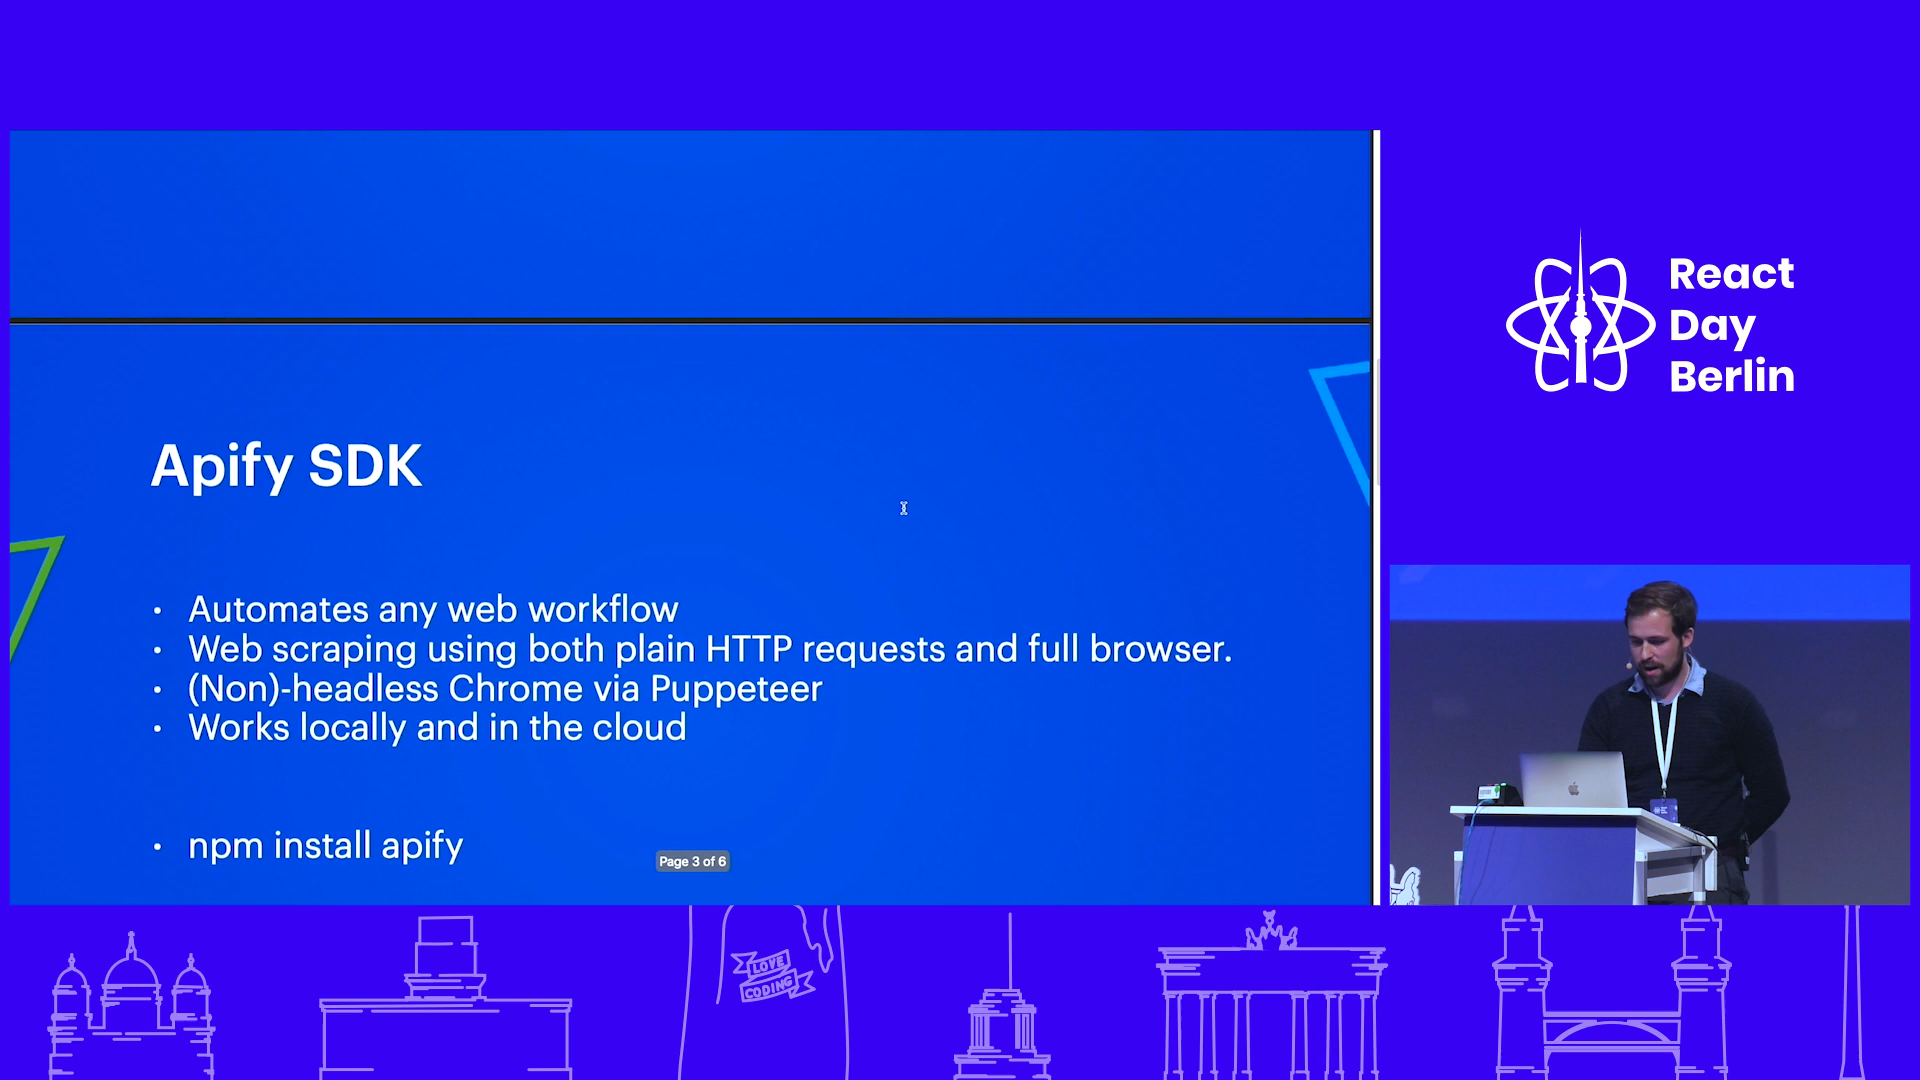 React
Day
Berlin
Apify SDK
• Automates any web workflow
• Web scraping using both plain HTTP requests and full browser.
• (Non)-headless Chrome via Puppeteer
• Works locally and in the cloud
• npm install apify
Page 3 of 6
LOVE
CODING